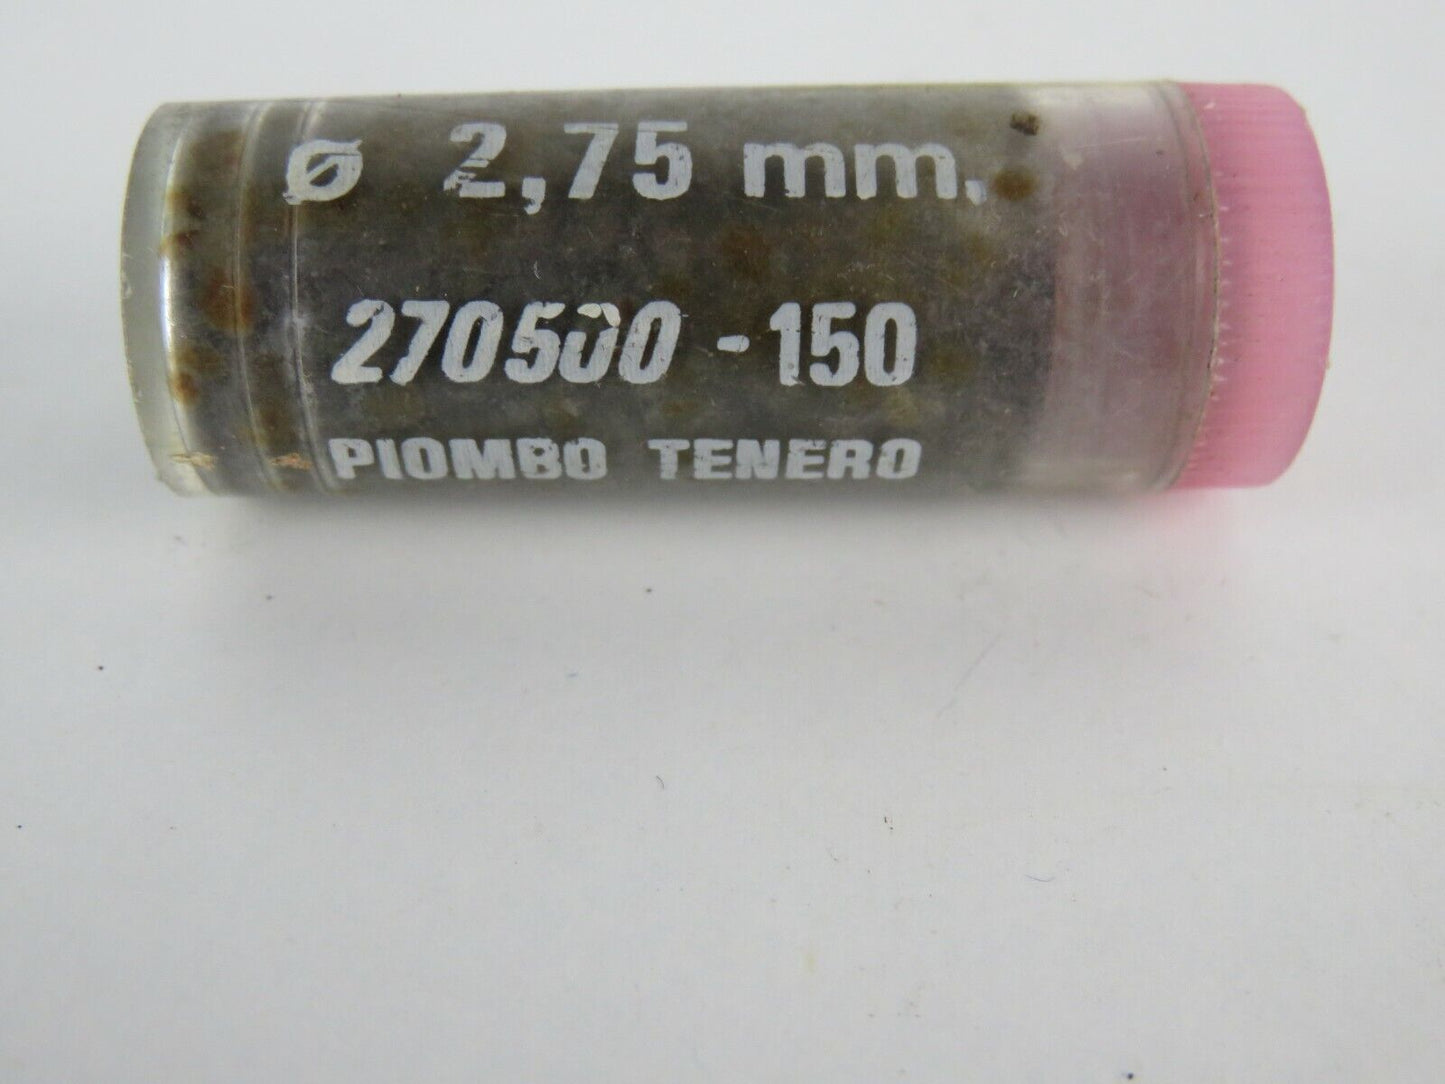 ø 2,75 mm.
270500 -150
PIOMBO TENERO